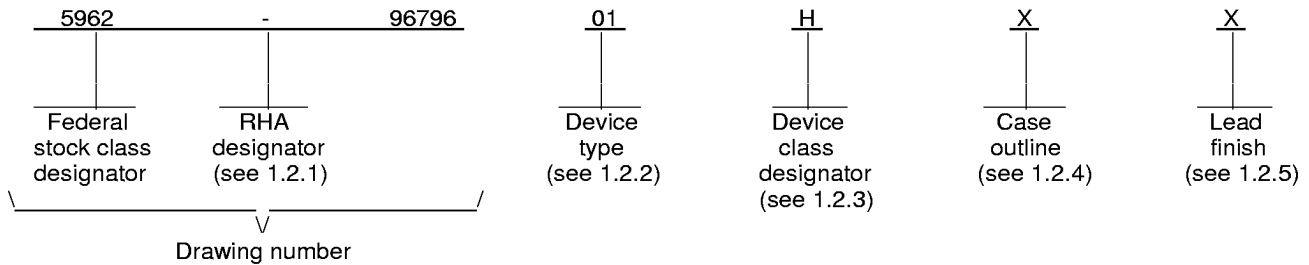 5962 - 96796 01 H X X
Federal RHA Device Device Case Lead
stock class designator type class outline finish
designator (see 1.2.1) (see 1.2.2) designator (see 1.2.4) (see 1.2.5)
(see 1.2.3)
Drawing number